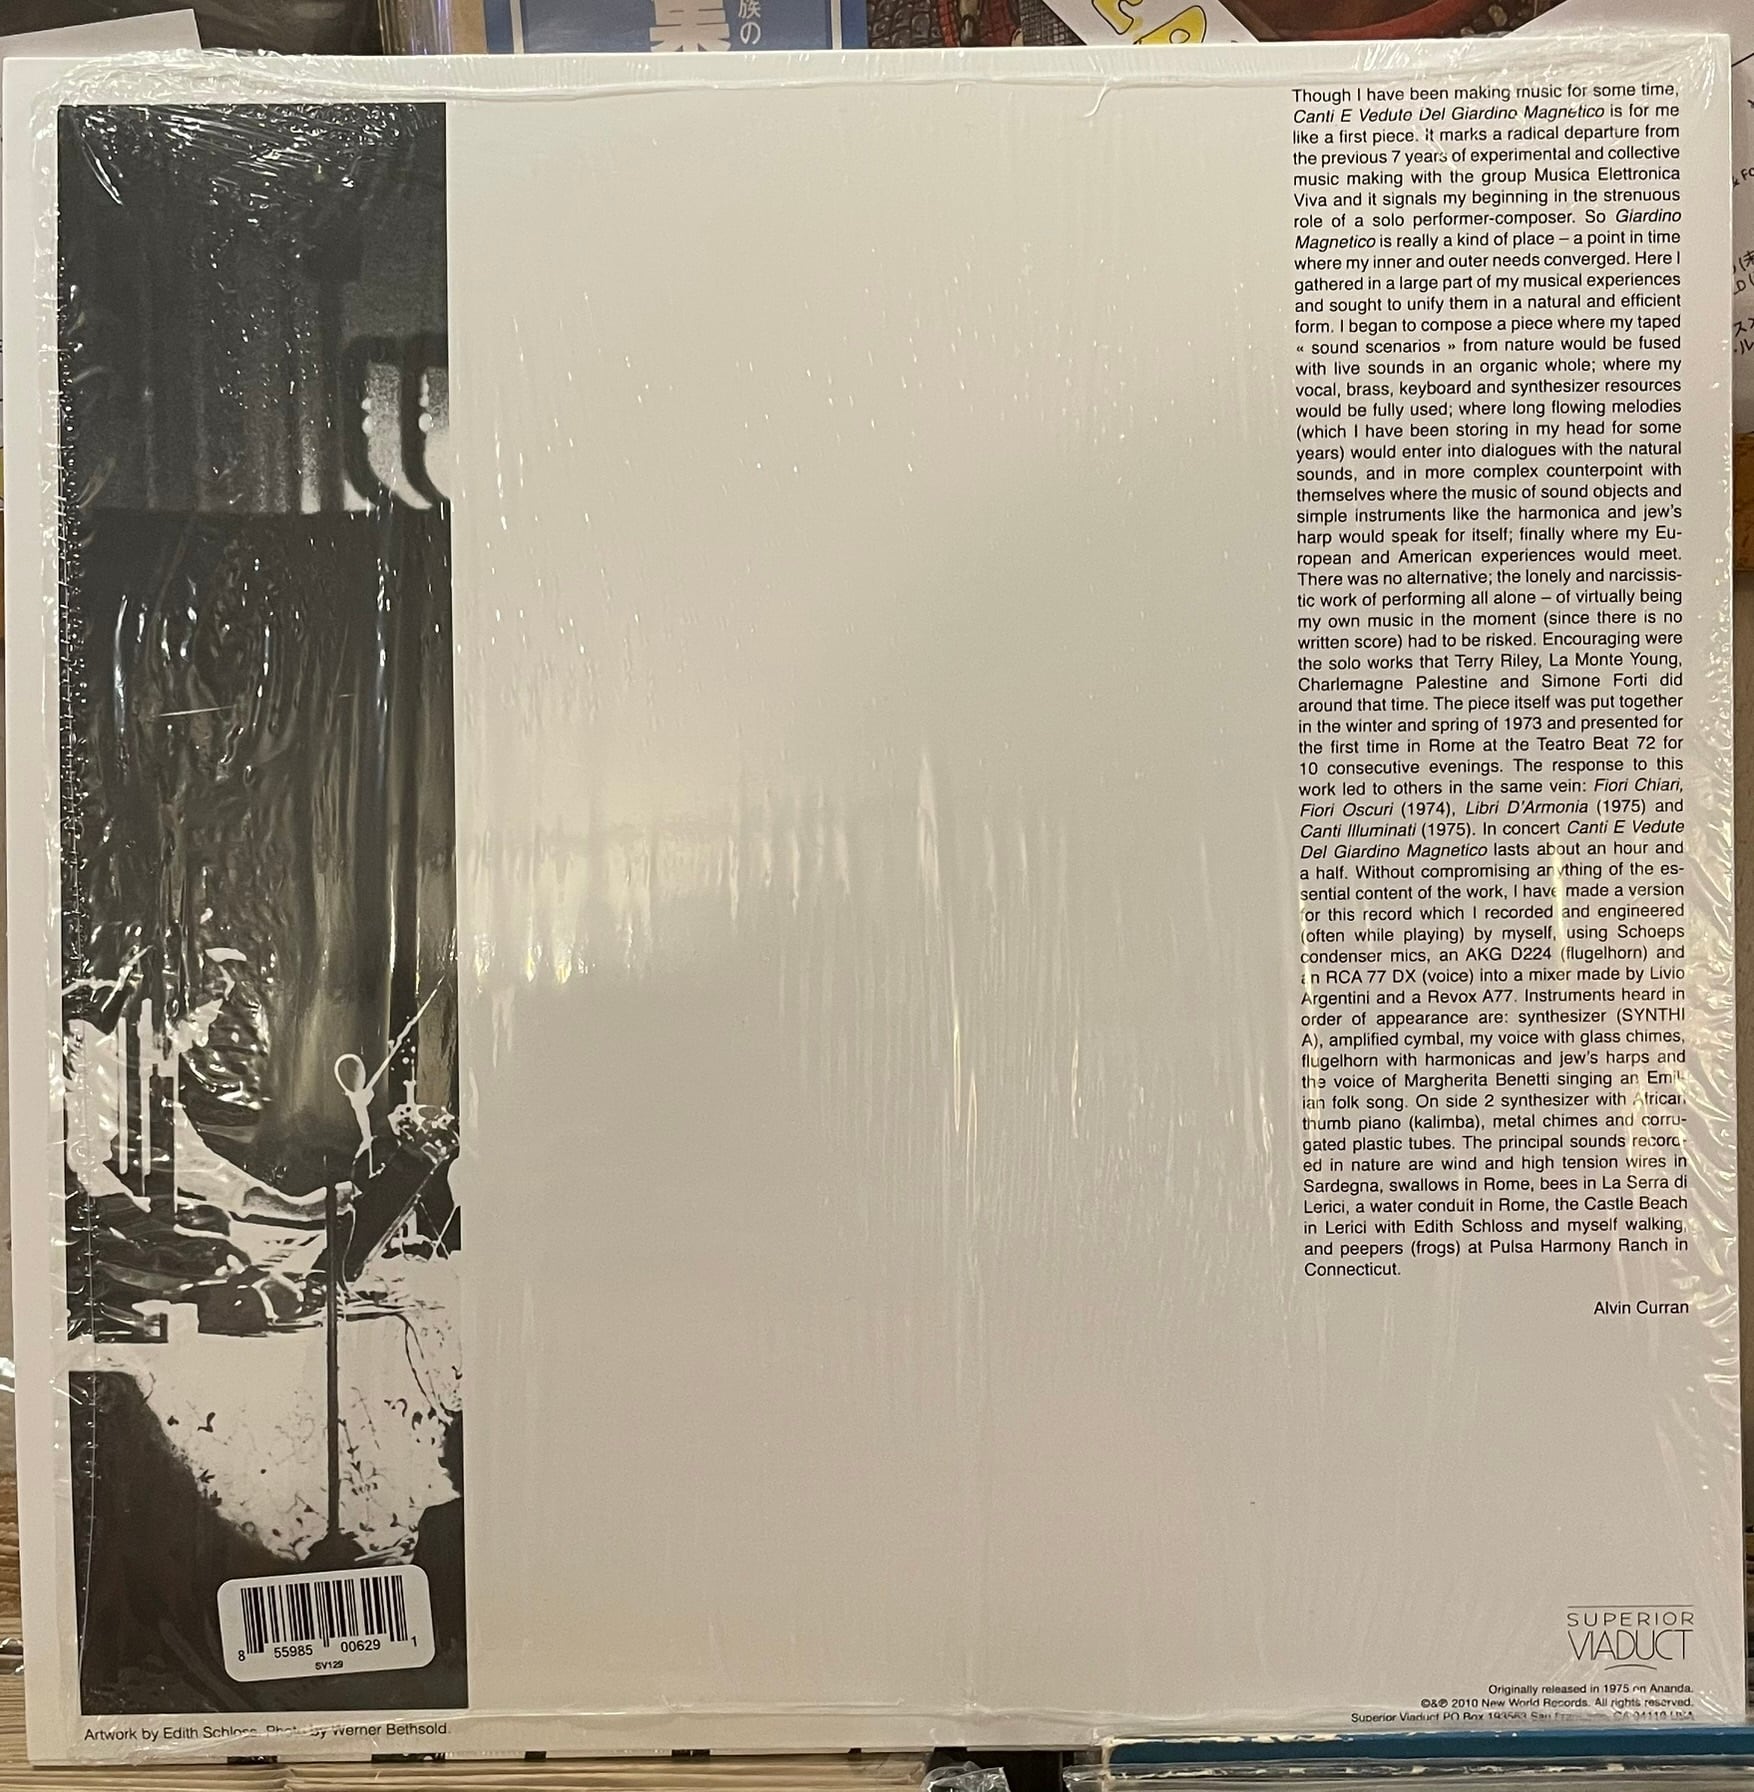 族の
集
Though I have been making music for some time,
Canti E Vedute Del Giardino Magnetico is for me
like a first piece. It marks a radical departure from
the previous 7 years of experimental and collective
music making with the group Musica Elettronica
Viva and it signals my beginning in the strenuous
role of a solo performer-composer. So Giardino
Magnetico is really a kind of place – a point in time
where my inner and outer needs converged. Here I
gathered in a large part of my musical experiences
and sought to unify them in a natural and efficient
form. I began to compose a piece where my taped
« sound scenarios » from nature would be fused
with live sounds in an organic whole; where my
vocal, brass, keyboard and synthesizer resources
would be fully used; where long flowing melodies
(which I have been storing in my head for some
years) would enter into dialogues with the natural
sounds, and in more complex counterpoint with
themselves where the music of sound objects and
simple instruments like the harmonica and jew's
harp would speak for itself; finally where my Eu-
ropean and American experiences would meet.
There was no alternative; the lonely and narcissis-
tic work of performing all alone – of virtually being
my own music in the moment (since there is no
written score) had to be risked. Encouraging were
the solo works that Terry Riley, La Monte Young,
Charlemagne Palestine and Simone Forti did
around that time. The piece itself was put together
in the winter and spring of 1973 and presented for
the first time in Rome at the Teatro Beat 72 for
10 consecutive evenings. The response to this
work led to others in the same vein: Fiori Chiari,
Fiori Oscuri (1974), Libri D'Armonia (1975) and
Canti Illuminati (1975). In concert Canti E Vedute
Del Giardino Magnetico lasts about an hour and
a half. Without compromising anything of the es-
sential content of the work, I have made a version
for this record which I recorded and engineered
(often while playing) by myself, using Schoeps
condenser mics, an AKG D224 (flugelhorn) and
an RCA 77 DX (voice) into a mixer made by Livio
Argentini and a Revox A77. Instruments heard in
order of appearance are: synthesizer (SYNTHI
A), amplified cymbal, my voice with glass chimes,
flugelhorn with harmonicas and jew's harps and
the voice of Margherita Benetti singing an Emil-
ian folk song. On side 2 synthesizer with African
thumb piano (kalimba), metal chimes and corru-
gated plastic tubes. The principal sounds record-
ed in nature are wind and high tension wires in
Sardegna, swallows in Rome, bees in La Serra di
Lerici, a water conduit in Rome, the Castle Beach
in Lerici with Edith Schloss and myself walking,
and peepers (frogs) at Pulsa Harmony Ranch in
Connecticut.
Alvin Curran
8 55985 00629 1
SV129
Artwork by Edith Schloss. Photo by Werner Bethsold.
SUPERIOR
VIADUCT
Originally released in 1975 on Ananda.
©&℗ 2010 New World Records. All rights reserved.
Superior Viaduct PO Box 193563 San Francisco, CA 94119 USA